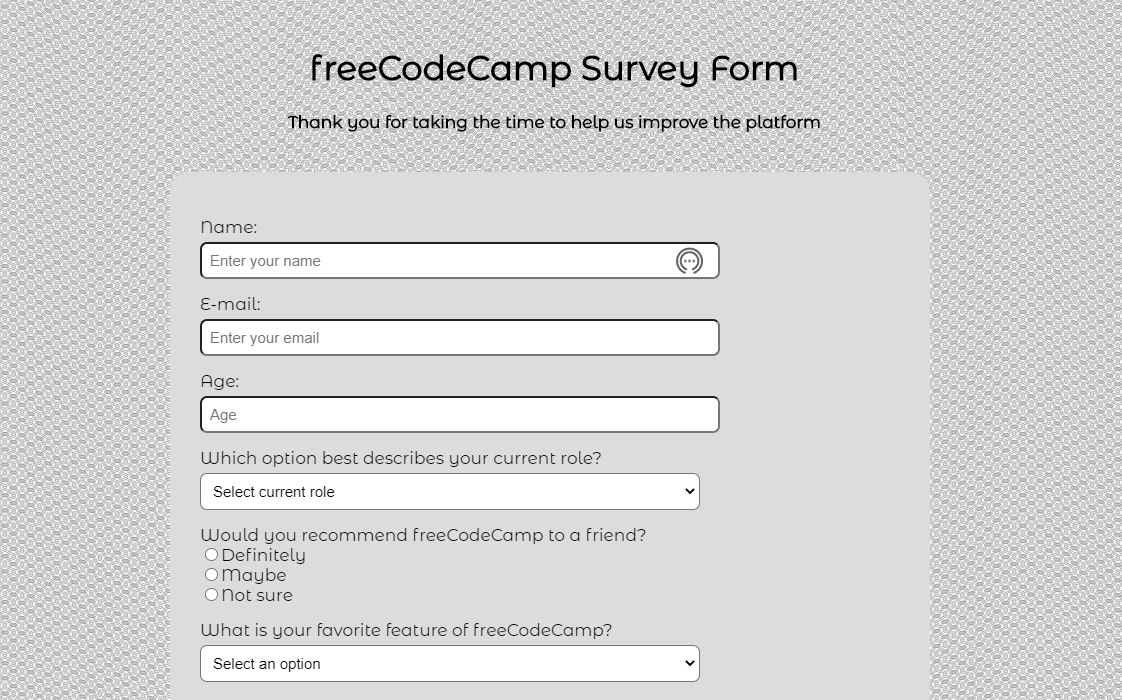 freeCodeCamp Survey Form
Thank you for taking the time to help us improve the platform
Name:
Enter your name
E-mail:
Enter your email
Age:
Age
Which option best describes your current role?
Select current role
Would you recommend freeCodeCamp to a friend?
Definitely
Maybe
Not sure
What is your favorite feature of freeCodeCamp?
Select an option